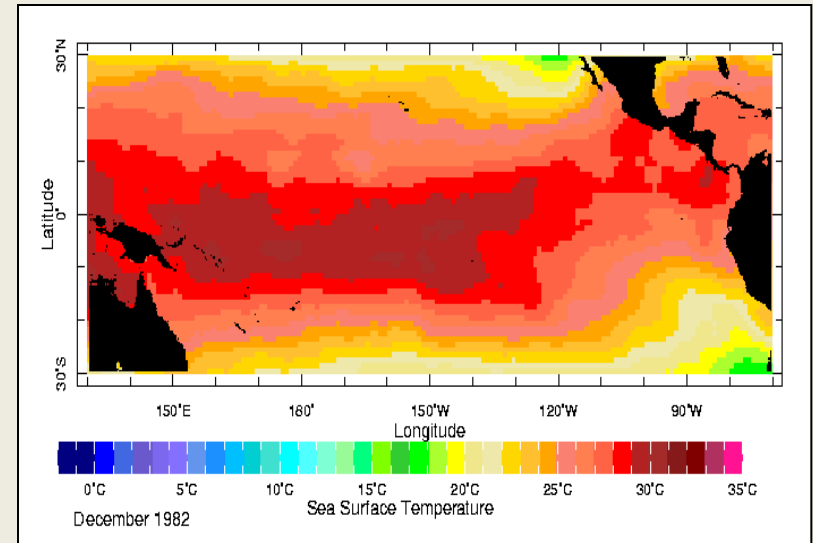 30°N
Latitude
0°
30°S
150°E 180° 150°W 120°W 90°W
Longitude
0°C 5°C 10°C 15°C 20°C 25°C 30°C 35°C
Sea Surface Temperature
December 1982